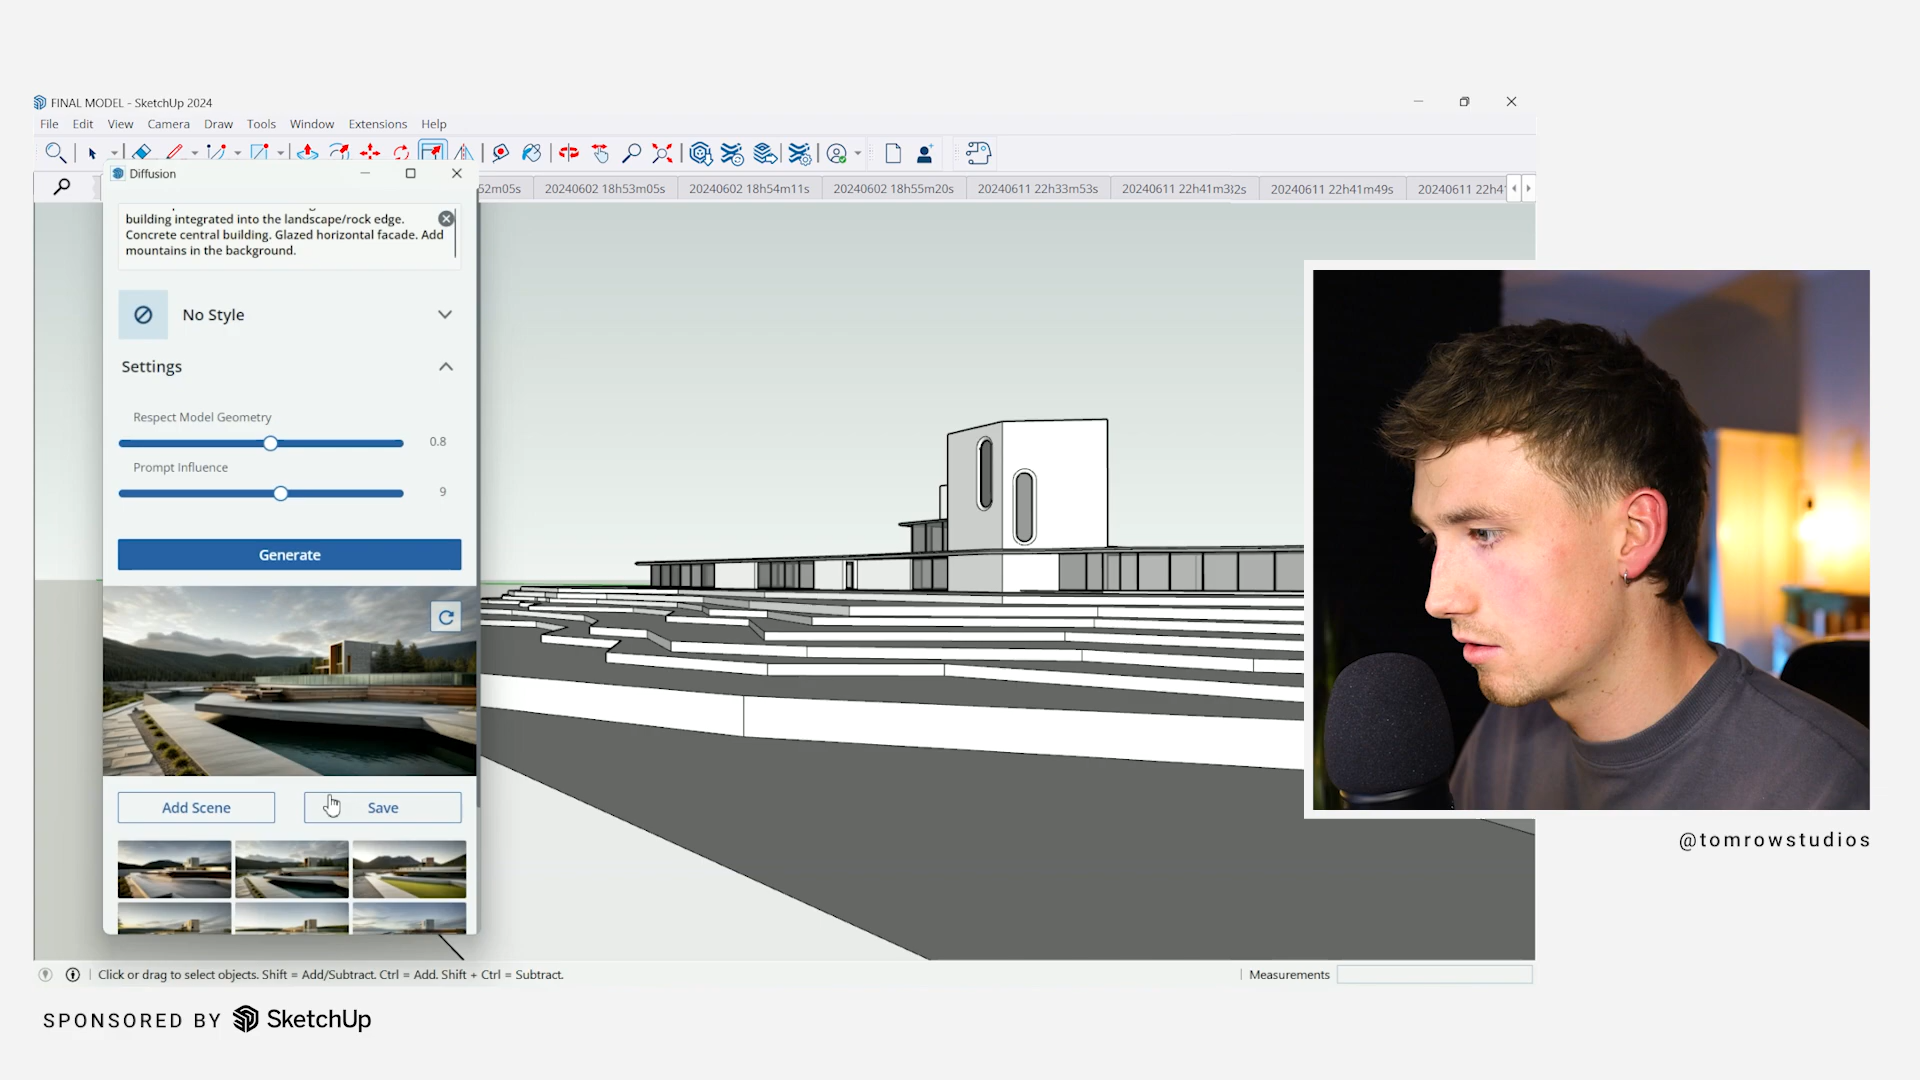 FINAL MODEL - SketchUp 2024
File Edit View Camera Draw Tools Window Extensions Help
Diffusion
52m05s 20240602 18h53m05s 20240602 18h54m11s 20240602 18h55m20s 20240611 22h33m53s 20240611 22h41m32s 20240611 22h41m49s 20240611 22h4
building integrated into the landscape/rock edge.
Concrete central building. Glazed horizontal facade. Add
mountains in the background.
No Style
Settings
Respect Model Geometry
0.8
Prompt Influence
9
Generate
Add Scene Save
@tomrowstudios
Click or drag to select objects. Shift = Add/Subtract. Ctrl = Add. Shift + Ctrl = Subtract.
Measurements
SPONSORED BY SketchUp